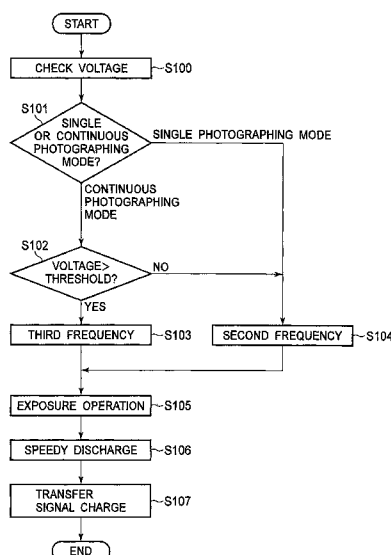 START
CHECK VOLTAGE
S100
S101
SINGLE
OR CONTINUOUS
PHOTOGRAPHING
MODE?
SINGLE PHOTOGRAPHING MODE
CONTINUOUS
PHOTOGRAPHING
MODE
S102
VOLTAGE>
THRESHOLD?
NO
YES
THIRD FREQUENCY
S103
SECOND FREQUENCY
S104
EXPOSURE OPERATION
S105
SPEEDY DISCHARGE
S106
TRANSFER
SIGNAL CHARGE
S107
END